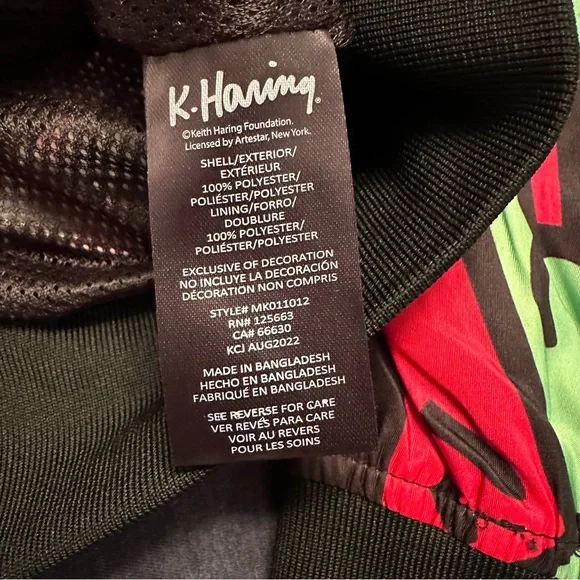 K.Haring®
©Keith Haring Foundation.
Licensed by Artestar, New York.
SHELL/EXTERIOR/
EXTÉRIEUR
100% POLYESTER/
POLIÉSTER/POLYESTER
LINING/FORRO/
DOUBLURE
100% POLYESTER/
POLIÉSTER/POLYESTER
EXCLUSIVE OF DECORATION
NO INCLUYE LA DECORACIÓN
DÉCORATION NON COMPRIS
STYLE# MK011012
RN# 125663
CA# 66630
KCJ AUG2022
MADE IN BANGLADESH
HECHO EN BANGLADESH
FABRIQUÉ EN BANGLADESH
SEE REVERSE FOR CARE
VER REVÉS PARA CARE
VOIR AU REVERS
POUR LES SOINS